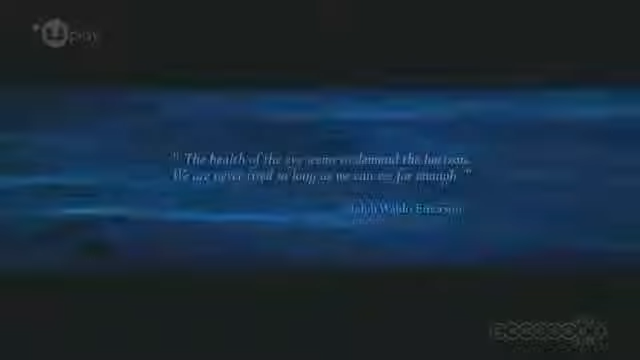 uplay
" The health of the eye seems to demand the horizon.
We are never tired so long as we can see far enough "
Ralph Waldo Emerson